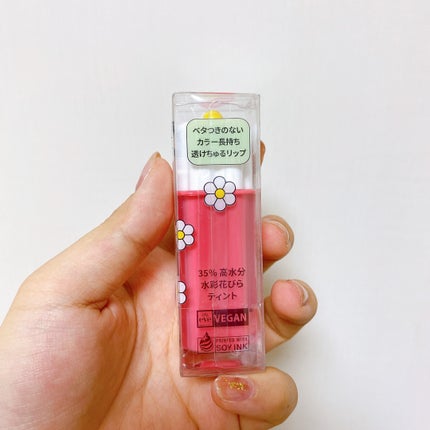 ベタつきのない
カラー長持ち
透けちゅるリップ
35% 高水分
水彩花びら
ティント
VEGAN
PRINTED WITH
SOY INK